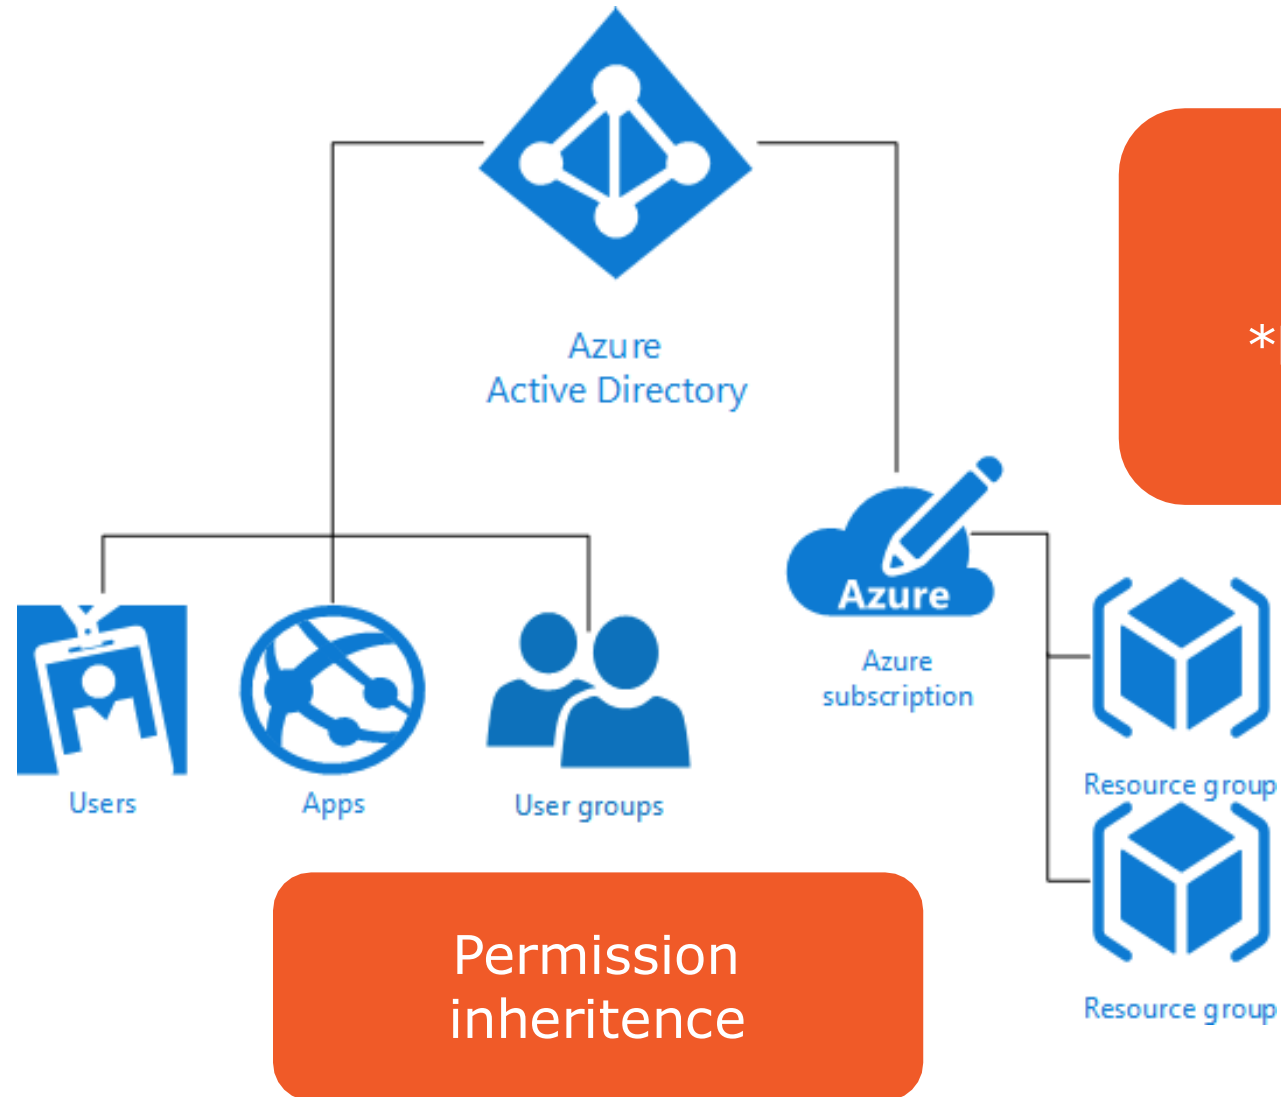 Azure
Active Directory
*
Azure
Azure
subscription
Users
Apps
User groups
Resource group
Resource group
Permission
inheritence